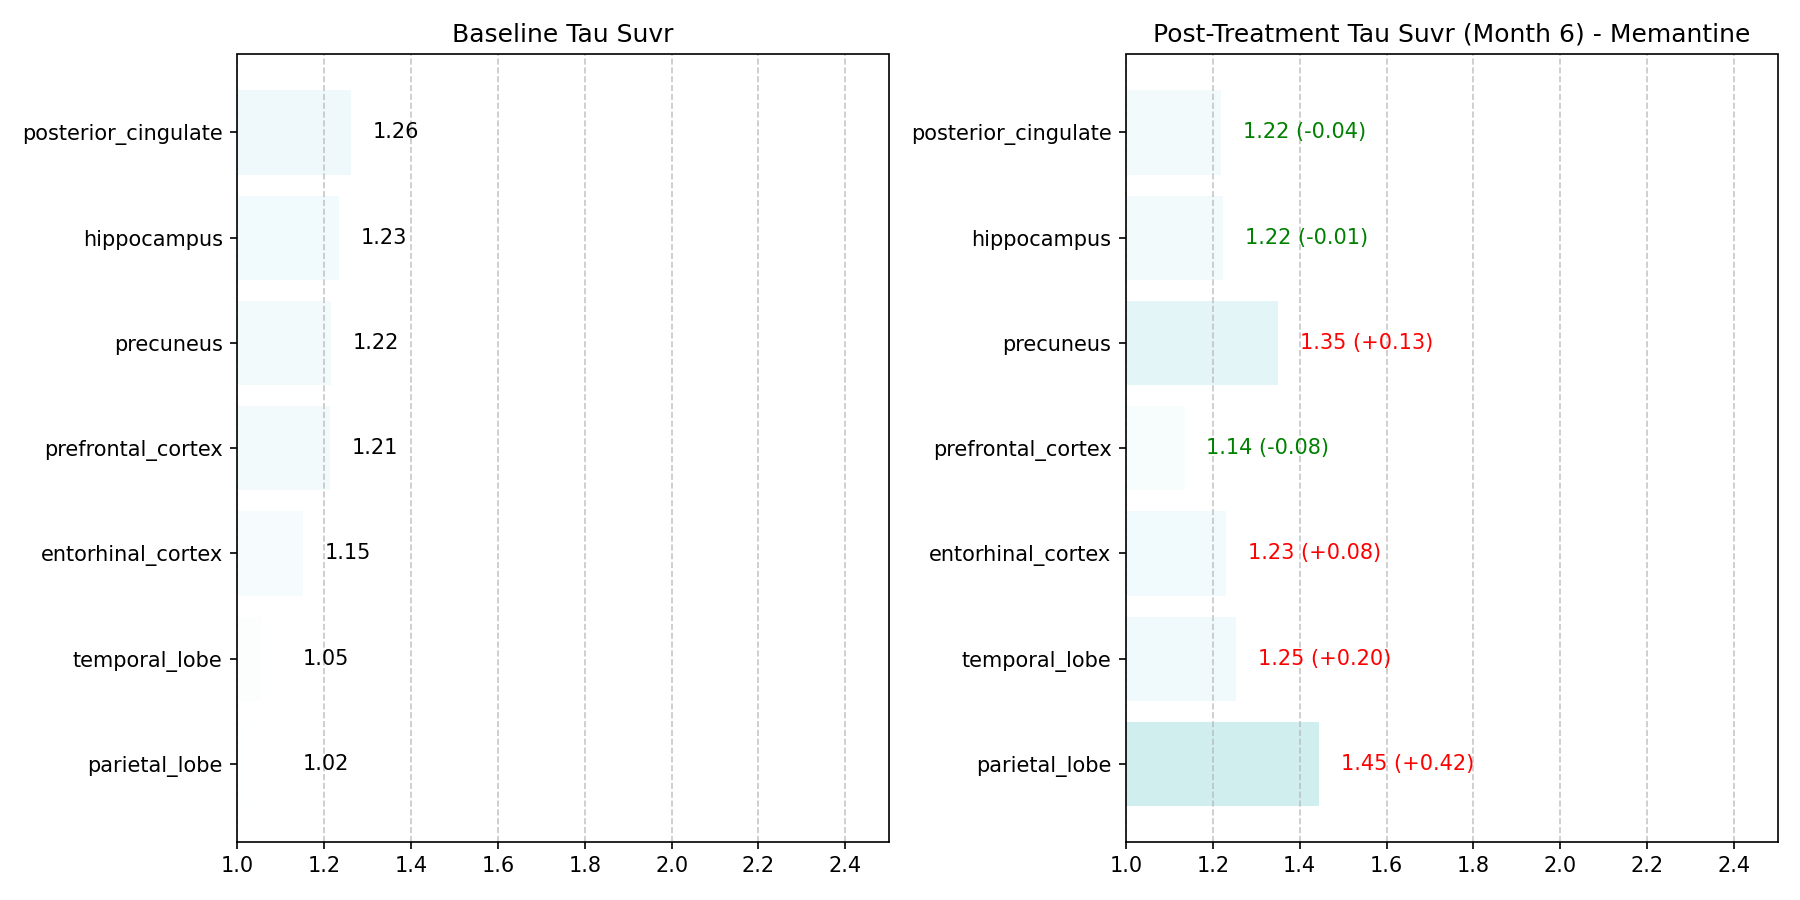 Baseline Tau Suvr
posterior_cingulate
1.26
hippocampus
1.23
precuneus
1.22
prefrontal_cortex
1.21
entorhinal_cortex
1.15
temporal_lobe
1.05
parietal_lobe
1.02
1.0 1.2 1.4 1.6 1.8 2.0 2.2 2.4
Post-Treatment Tau Suvr (Month 6) - Memantine
posterior_cingulate
1.22 (-0.04)
hippocampus
1.22 (-0.01)
precuneus
1.35 (+0.13)
prefrontal_cortex
1.14 (-0.08)
entorhinal_cortex
1.23 (+0.08)
temporal_lobe
1.25 (+0.20)
parietal_lobe
1.45 (+0.42)
1.0 1.2 1.4 1.6 1.8 2.0 2.2 2.4